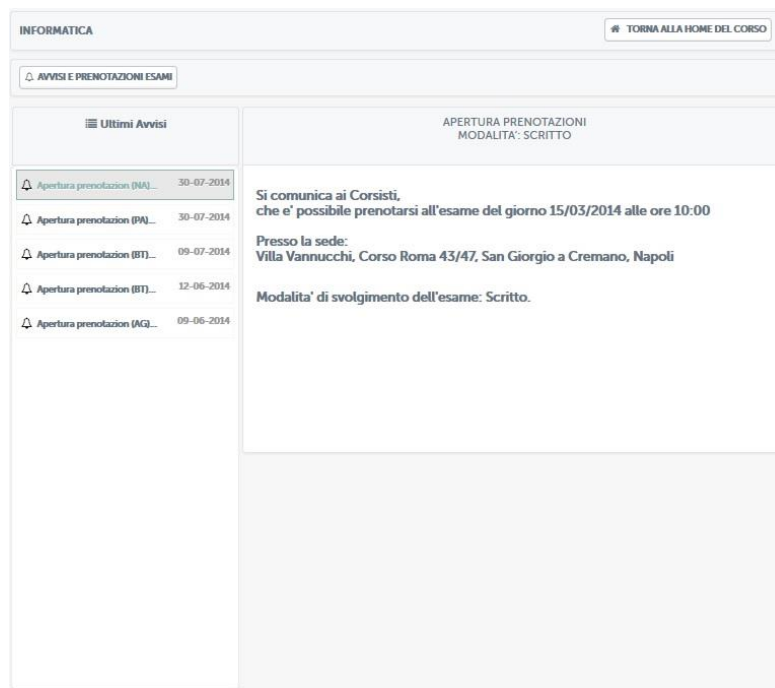 INFORMATICA
TORNA ALLA HOME DEL CORSO
AVVISI E PRENOTAZIONI ESAMI
Ultimi Avvisi
Apertura prenotazion (NA)... 30-07-2014
Apertura prenotazion (PA)... 30-07-2014
Apertura prenotazion (BT)... 09-07-2014
Apertura prenotazion (BT)... 12-06-2014
Apertura prenotazion (AG)... 09-06-2014
APERTURA PRENOTAZIONI
MODALITA': SCRITTO
Si comunica ai Corsisti,
che e' possibile prenotarsi all'esame del giorno 15/03/2014 alle ore 10:00
Presso la sede:
Villa Vannucchi, Corso Roma 43/47, San Giorgio a Cremano, Napoli
Modalita' di svolgimento dell'esame: Scritto.